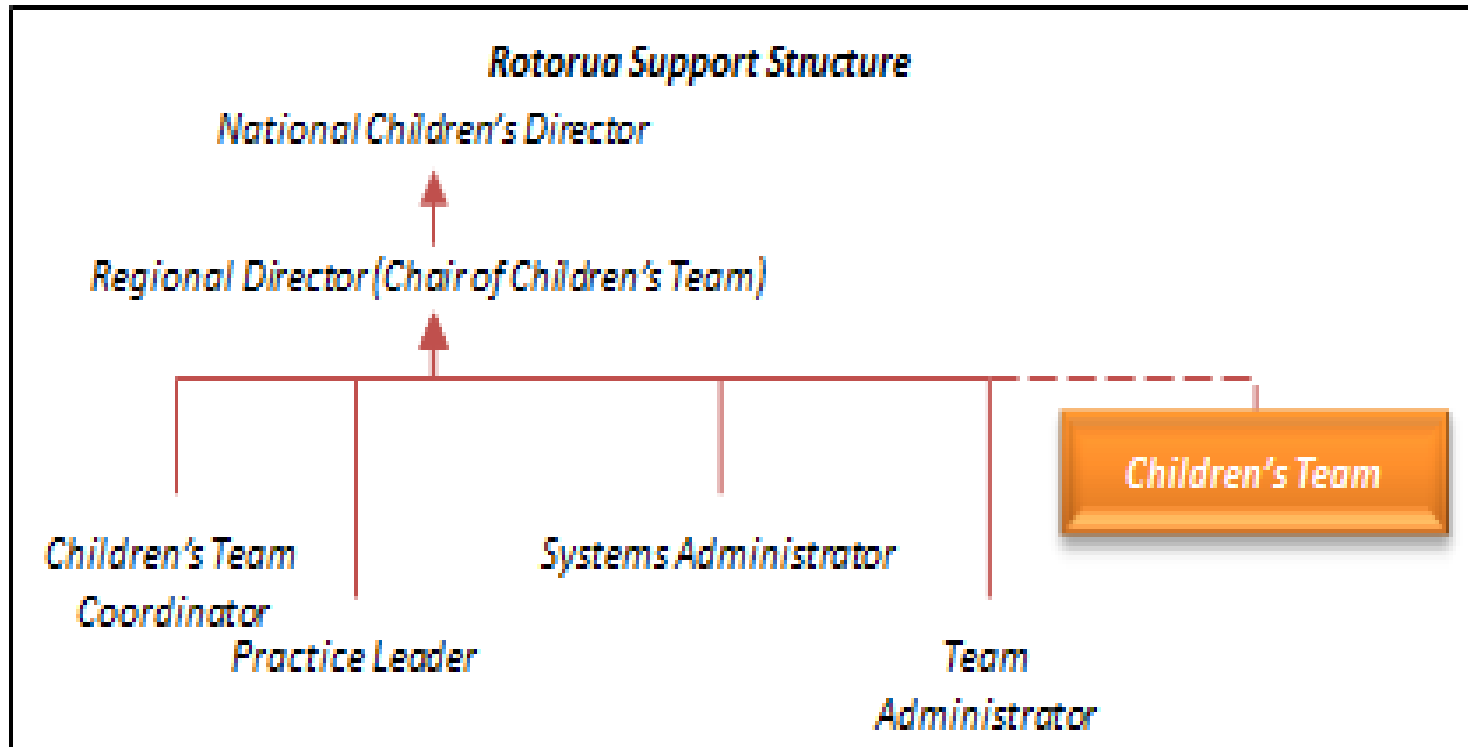 Rotorua Support Structure
National Children's Director
Regional Director (Chair of Children's Team)
Children's Team
Children's Team
Coordinator
Systems Administrator
Practice Leader
Team
Administrator